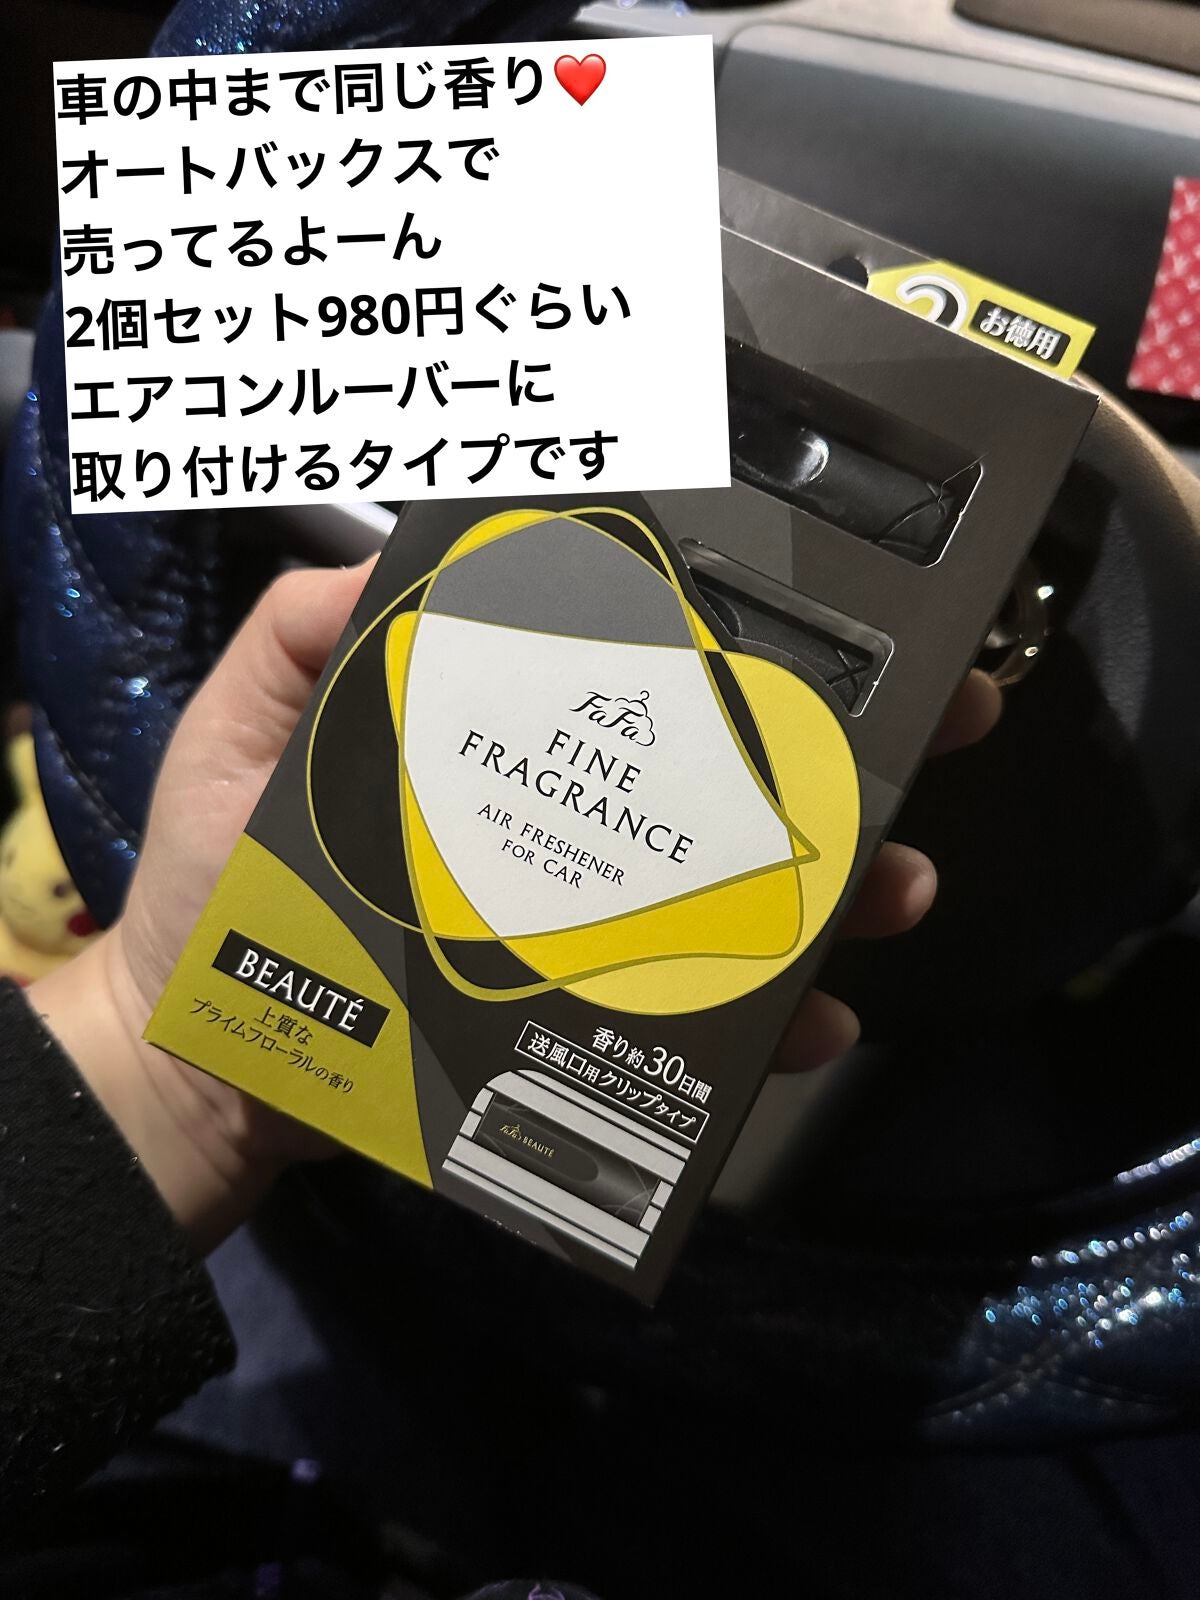 車の中まで同じ香り❤️
オートバックスで
売ってるよーん
2個セット980円ぐらい
エアコンルーバーに
取り付けるタイプです
お徳用
FaFa
FINE
FRAGRANCE
AIR FRESHENER
FOR CAR
BEAUTÉ
上質な
プライムフローラルの香り
香り約30日間
送風口用クリップタイプ
FaFa BEAUTÉ